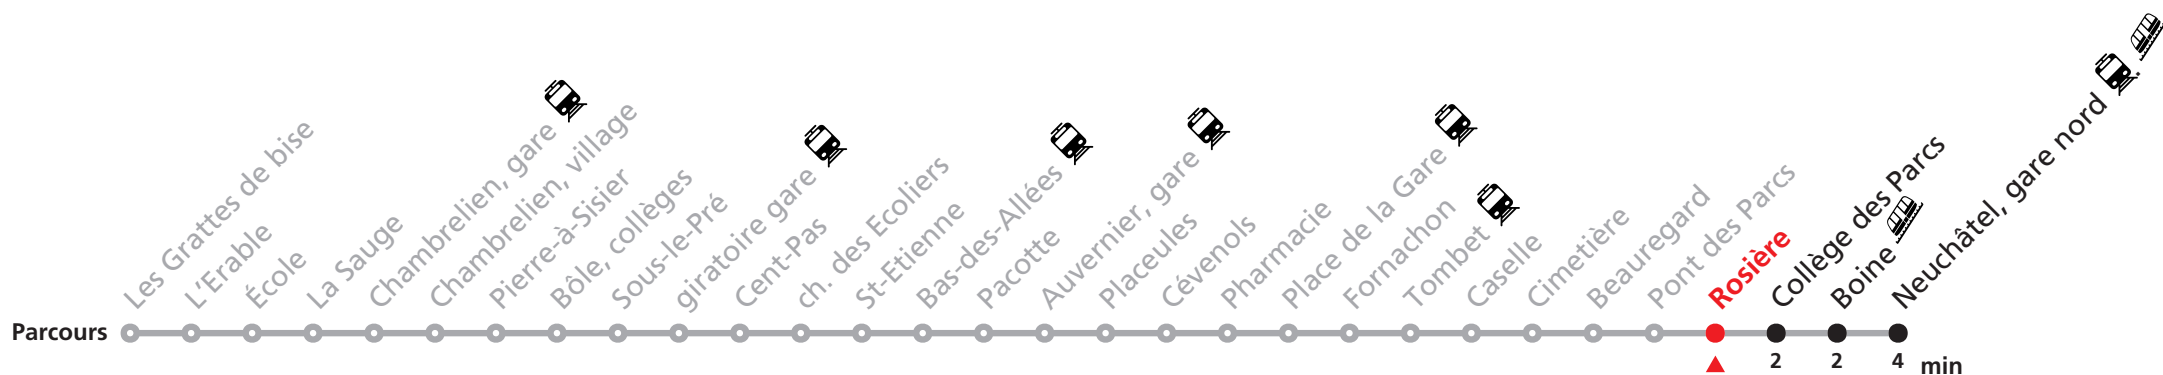 Les Grattes de bise
L'Erable
École
La Sauge
Chambrelien, gare
Chambrelien, village
Pierre-à-Sisier
Bôle, collèges
Sous-le-Pré
giratoire gare
Cent-Pas
ch. des Ecoliers
St-Etienne
Bas-des-Allées
Pacotte
Auvernier, gare
Placeules
Cévenols
Pharmacie
Place de la Gare
Fornachon
Tombet
Caselle
Cimetière
Beauregard
Pont des Parcs
Rosière
Collège des Parcs
Boine
Neuchâtel, gare nord
Parcours
2 2 4 min